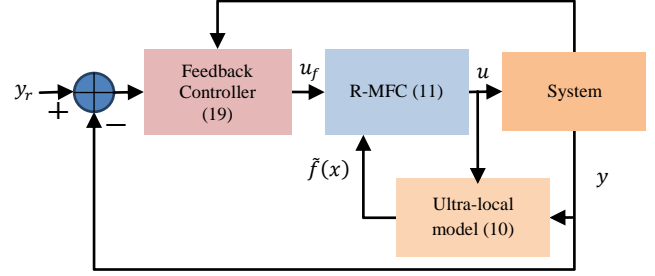 y_r
+
−
Feedback
Controller
(19)
u_f
R-MFC (11)
u
System
f̃(x)
Ultra-local
model (10)
y